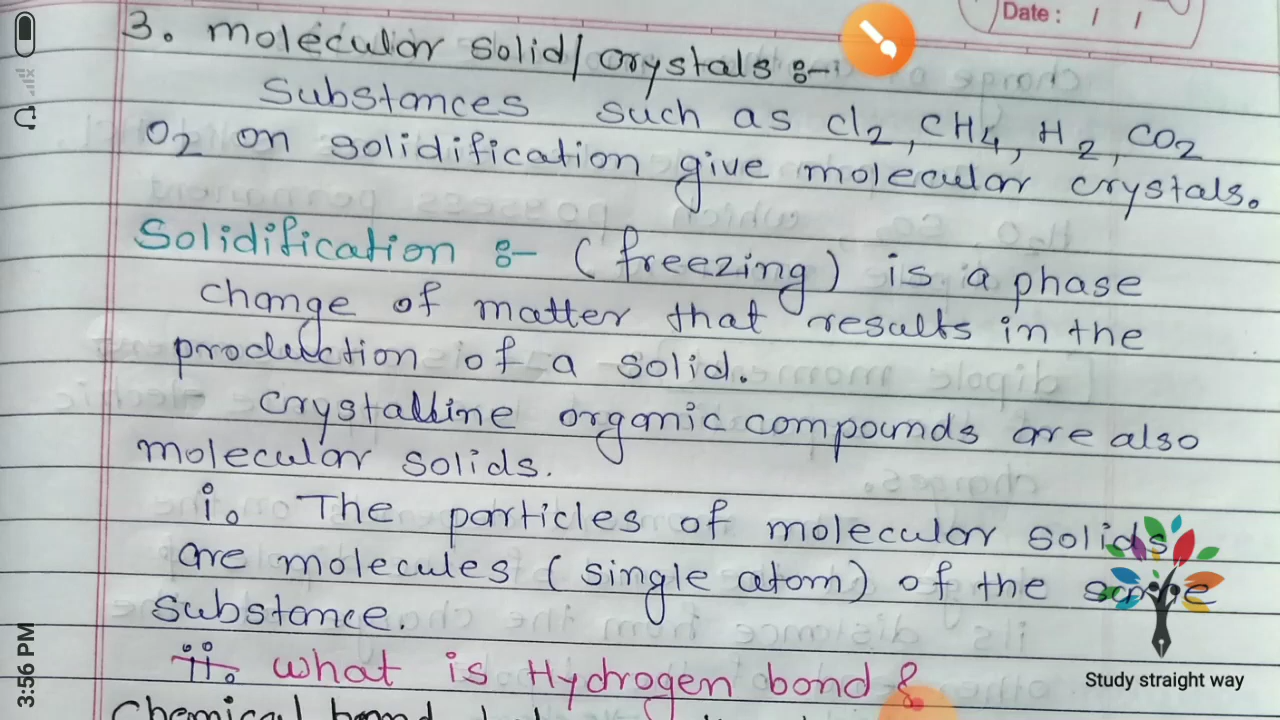 Date : / /
3. Molecular solid/crystals :-
Substances such as Cl2, CH4, H2, CO2
O2 on solidification give molecular crystals.
Solidification :- (freezing) is a phase
change of matter that results in the
production of a solid.
Crystalline organic compounds are also
molecular solids.
i. The particles of molecular solids
are molecules (single atom) of the same
substance.
ii. What is Hydrogen bond
Chemical bond
3:56 PM
Study straight way